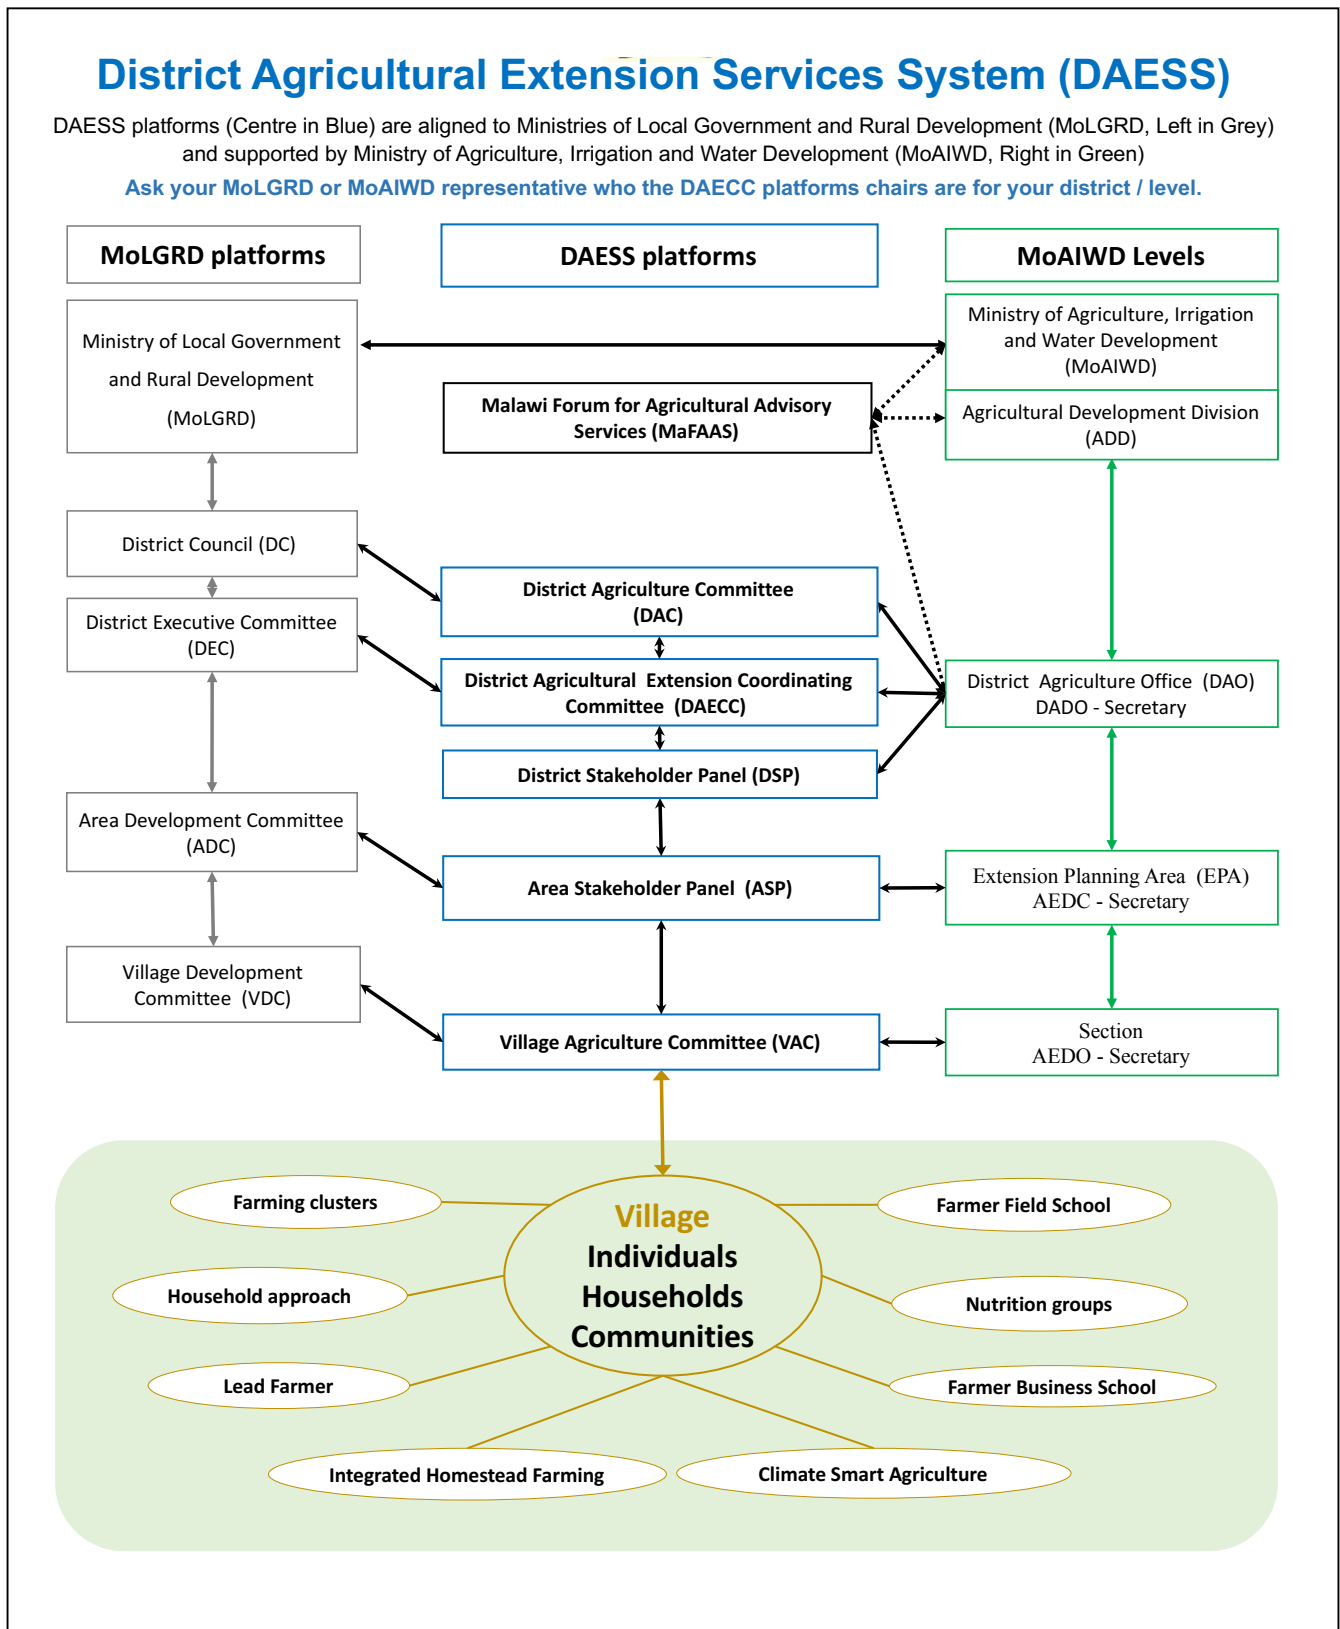 District Agricultural Extension Services System (DAESS)
DAESS platforms (Centre in Blue) are aligned to Ministries of Local Government and Rural Development (MoLGRD, Left in Grey)
and supported by Ministry of Agriculture, Irrigation and Water Development (MoAIWD, Right in Green)
Ask your MoLGRD or MoAIWD representative who the DAECC platforms chairs are for your district / level.
MoLGRD platforms
DAESS platforms
MoAIWD Levels
Ministry of Local Government
and Rural Development
(MoLGRD)
Ministry of Agriculture, Irrigation
and Water Development
(MoAIWD)
Malawi Forum for Agricultural Advisory
Services (MaFAAS)
Agricultural Development Division
(ADD)
District Council (DC)
District Agriculture Committee
(DAC)
District Executive Committee
(DEC)
District Agricultural Extension Coordinating
Committee (DAECC)
District Agriculture Office (DAO)
DADO - Secretary
District Stakeholder Panel (DSP)
Area Development Committee
(ADC)
Area Stakeholder Panel (ASP)
Extension Planning Area (EPA)
AEDC - Secretary
Village Development
Committee (VDC)
Village Agriculture Committee (VAC)
Section
AEDO - Secretary
Village
Individuals
Households
Communities
Farming clusters
Farmer Field School
Household approach
Nutrition groups
Lead Farmer
Farmer Business School
Integrated Homestead Farming
Climate Smart Agriculture